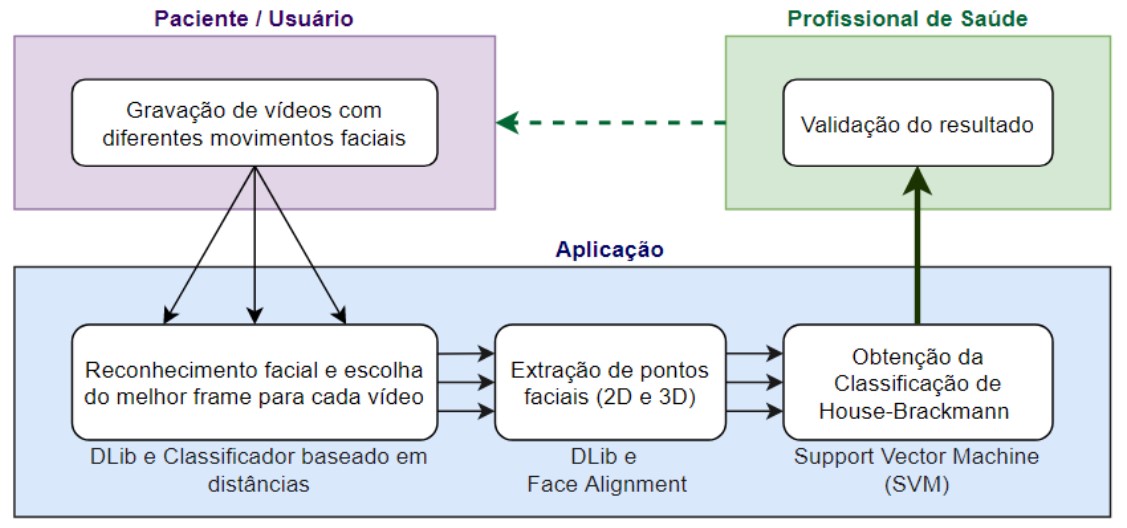 Paciente / Usuário
Profissional de Saúde
Gravação de vídeos com
diferentes movimentos faciais
Validação do resultado
Aplicação
Reconhecimento facial e escolha
do melhor frame para cada vídeo
Extração de pontos
faciais (2D e 3D)
Obtenção da
Classificação de
House-Brackmann
DLib e Classificador baseado em
distâncias
DLib e
Face Alignment
Support Vector Machine
(SVM)